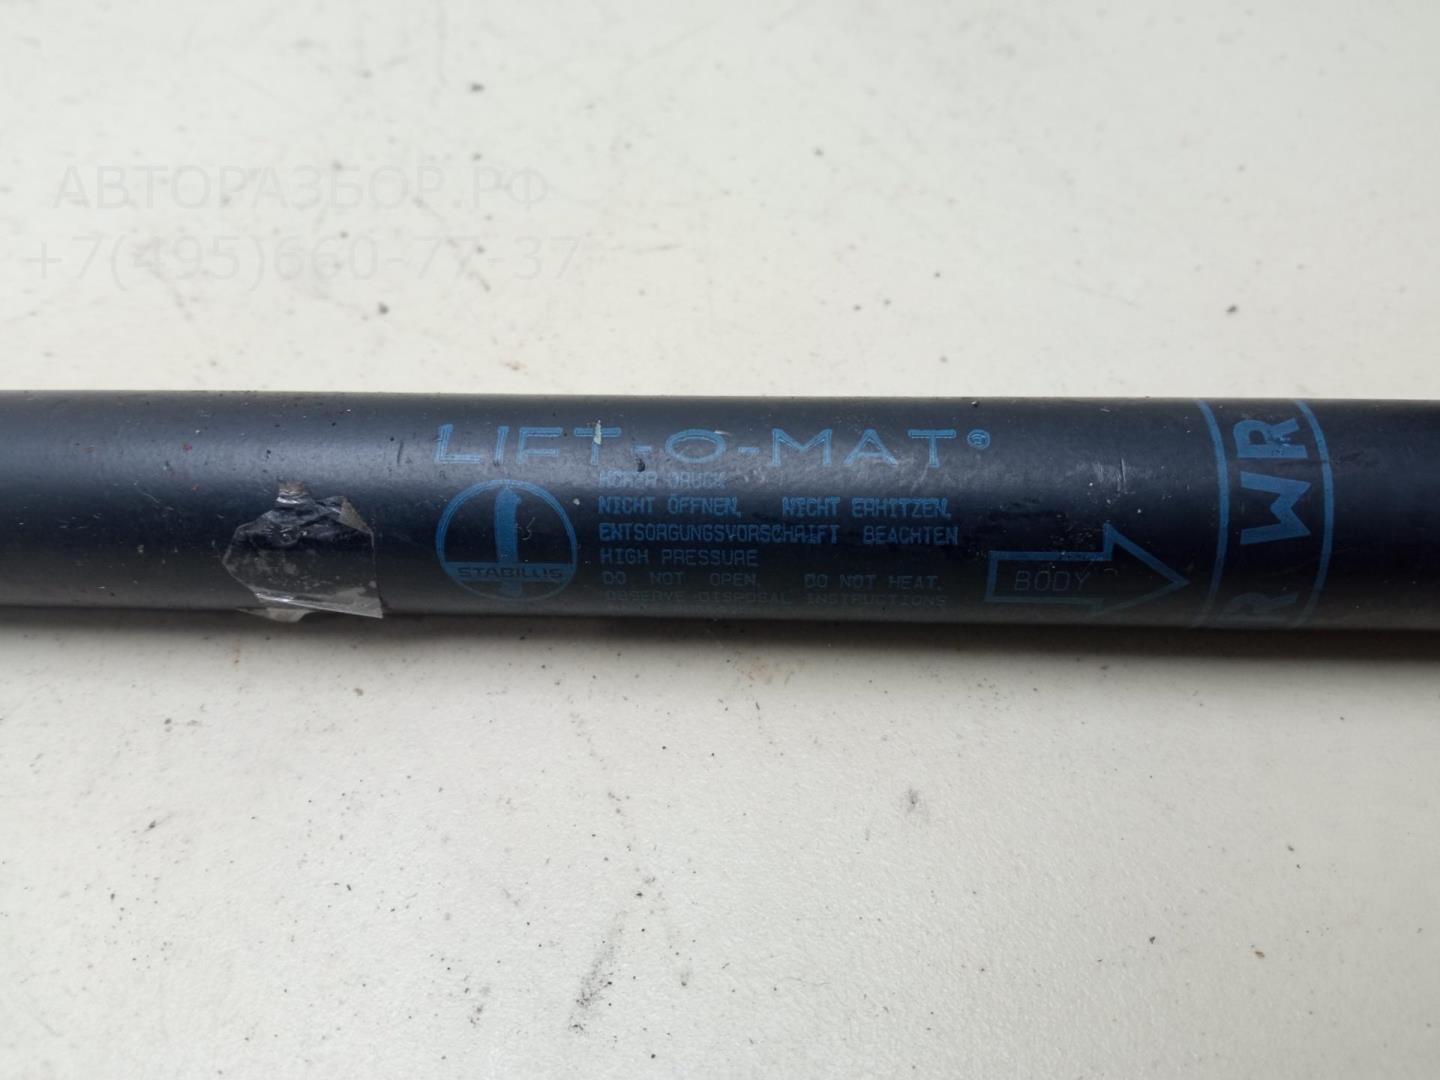 АВТОРАЗБОР.РФ
+7(495)660-77-37
LIFT-O-MAT®
HOHER DRUCK
NICHT ÖFFNEN, NICHT ERHITZEN,
ENTSORGUNGSVORSCHRIFT BEACHTEN
HIGH PRESSURE
DO NOT OPEN, DO NOT HEAT.
OBSERVE DISPOSAL INSTRUCTIONS
STABILUS
BODY
R WR